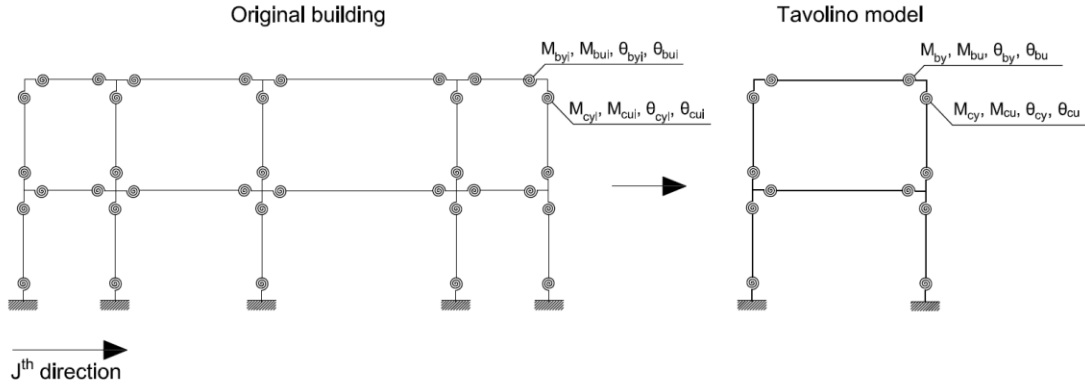 Original building
Tavolino model
M_byi, M_bui, θ_byi, θ_bui
M_cyi, M_cui, θ_cyi, θ_cui
M_by, M_bu, θ_by, θ_bu
M_cy, M_cu, θ_cy, θ_cu
J^th direction